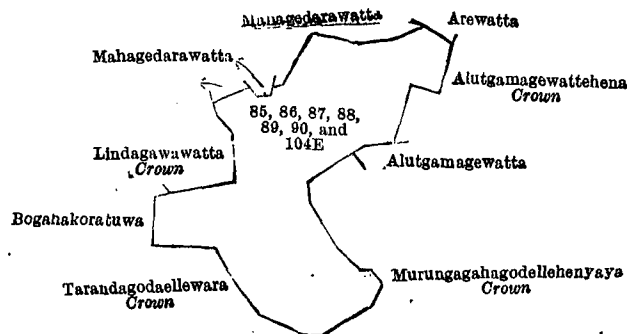 Mahagedarawatta
Arewatta
Mahagedarawatta
Alutgamagewattehena
Crown
85, 86, 87, 88,
89, 90, and
104E
Lindagawawatta
Crown
Alutgamagewatta
Bogahakoratuwa
Tarandagodaellewara
Crown
Murungagahagodellehenyaya
Crown